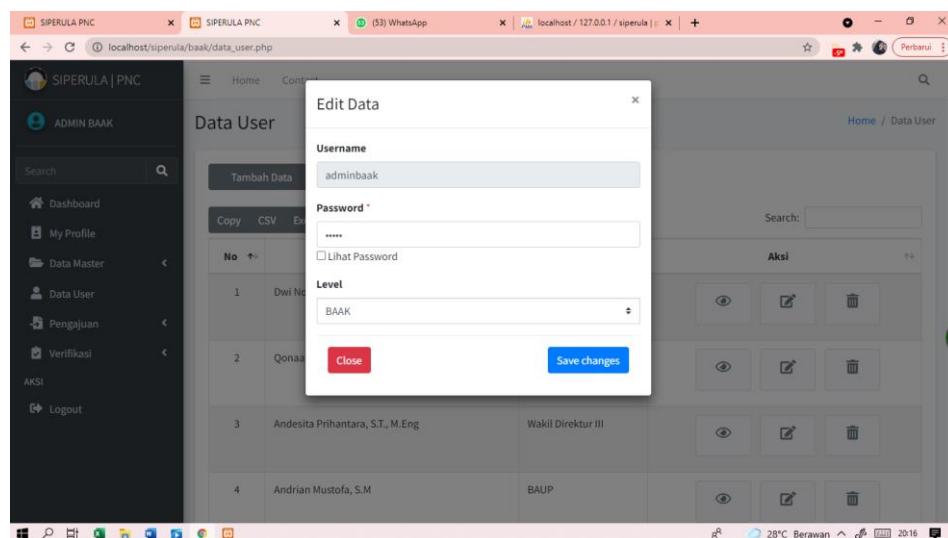 SIPERULA PNC
SIPERULA PNC
(53) WhatsApp
localhost / 127.0.0.1 / siperula |
localhost/siperula/baak/data_user.php
Perbarui
SIPERULA | PNC
Home
ADMIN BAAK
Data User
Home / Data User
Search
Dashboard
My Profile
Data Master
Data User
Pengajuan
Verifikasi
AKSI
Logout
Tambah Data
Copy CSV
Search:
No
Aksi
1 Dwi
2
3 Andesita Prihantara, S.T., M.Eng Wakil Direktur III
4 Andrian Mustofa, S.M BAUP
Edit Data ×
Username
adminbaak
Password *
•••••
Lihat Password
Level
BAAK
Close Save changes
28°C Berawan 20:16